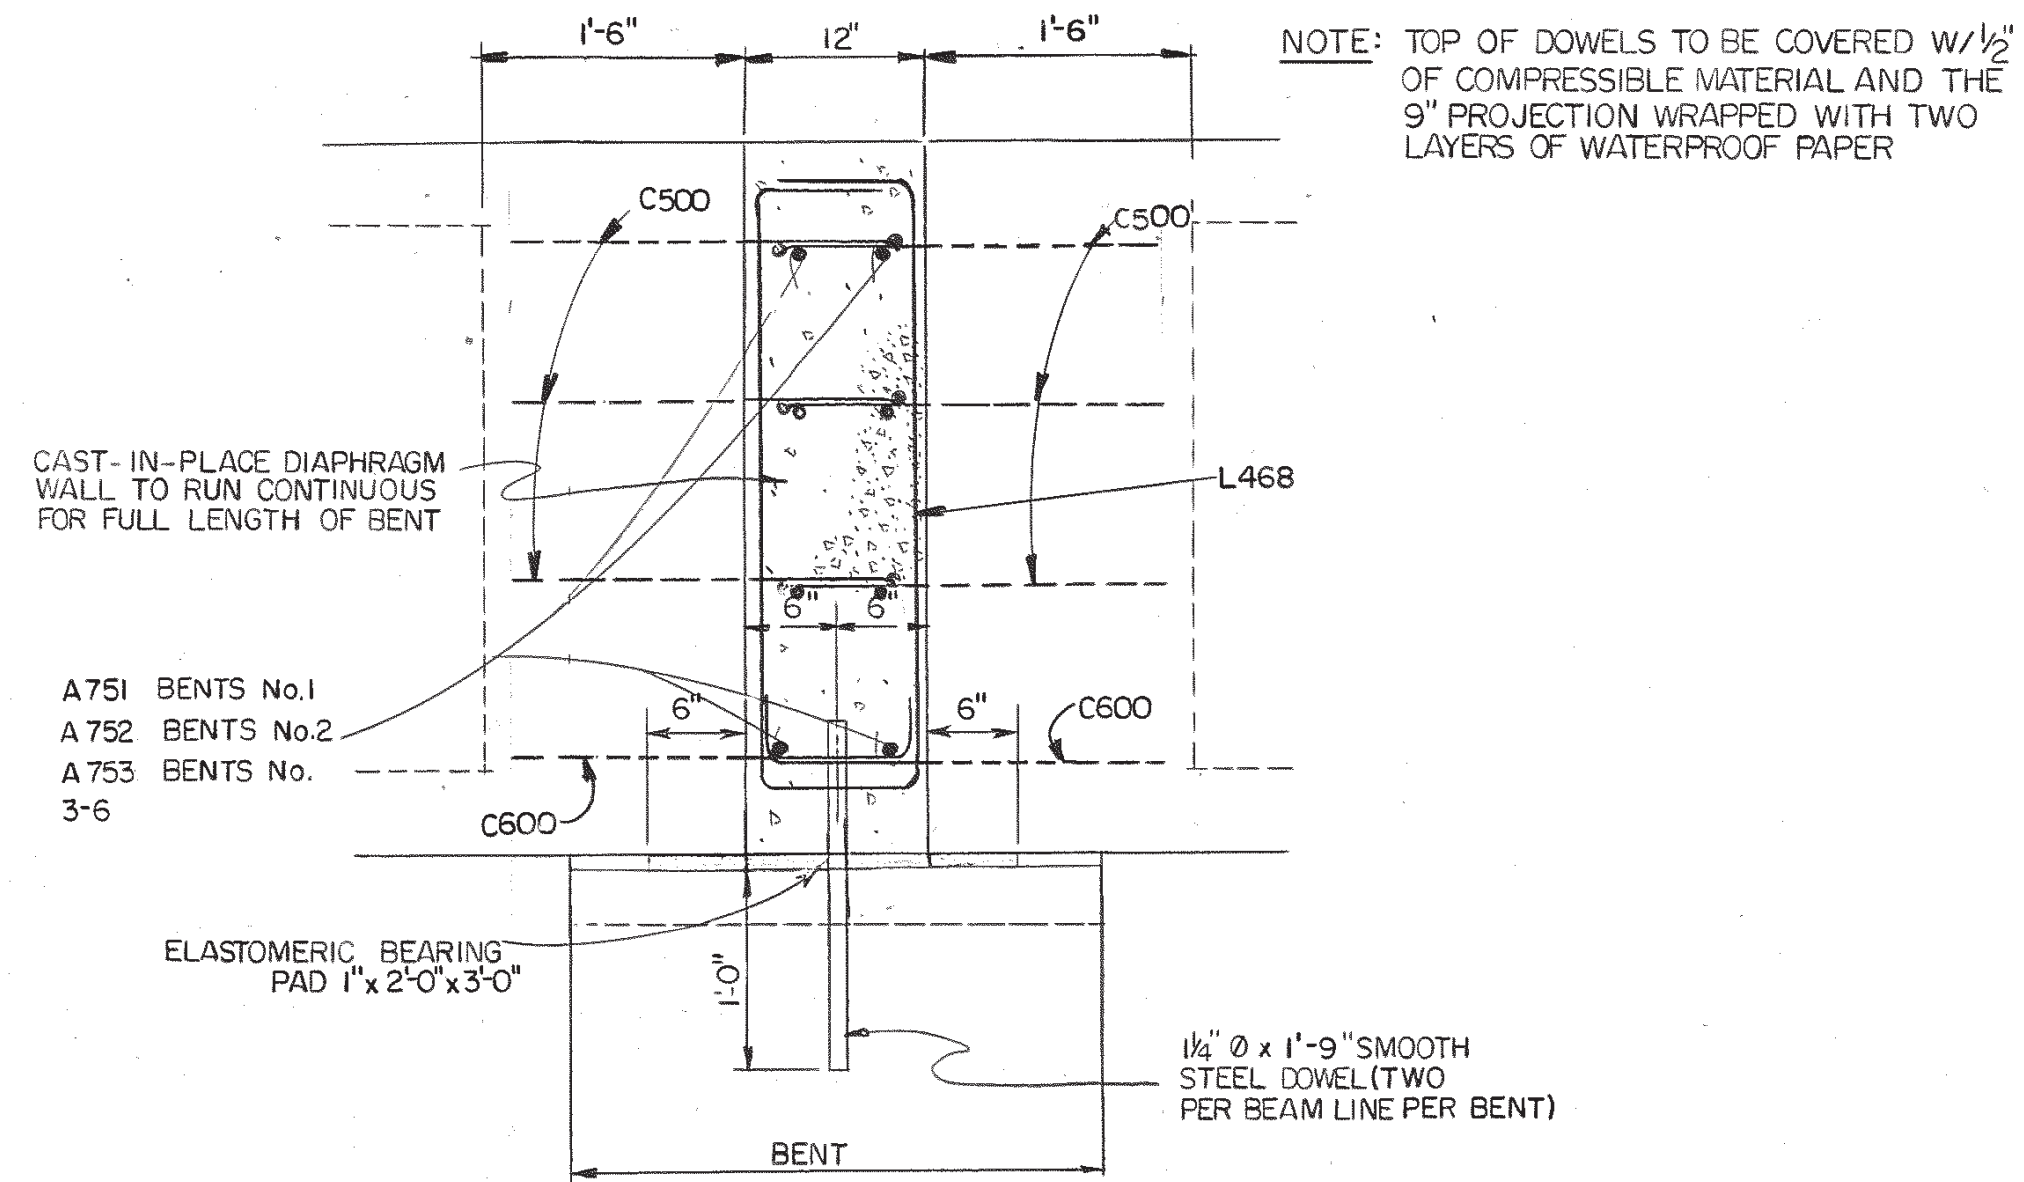 1'-6"
12"
1'-6"
NOTE: TOP OF DOWELS TO BE COVERED W/ ½"
OF COMPRESSIBLE MATERIAL AND THE
9" PROJECTION WRAPPED WITH TWO
LAYERS OF WATERPROOF PAPER
C500
C500
CAST-IN-PLACE DIAPHRAGM
WALL TO RUN CONTINUOUS
FOR FULL LENGTH OF BENT
L468
6"
6"
A751 BENTS No.1
A752 BENTS No.2
A753 BENTS No.
3-6
6"
6"
C600
C600
ELASTOMERIC BEARING
PAD 1"x2'-0"x3'-0"
1'-0"
1¼" Ø x 1'-9" SMOOTH
STEEL DOWEL (TWO
PER BEAM LINE PER BENT)
BENT